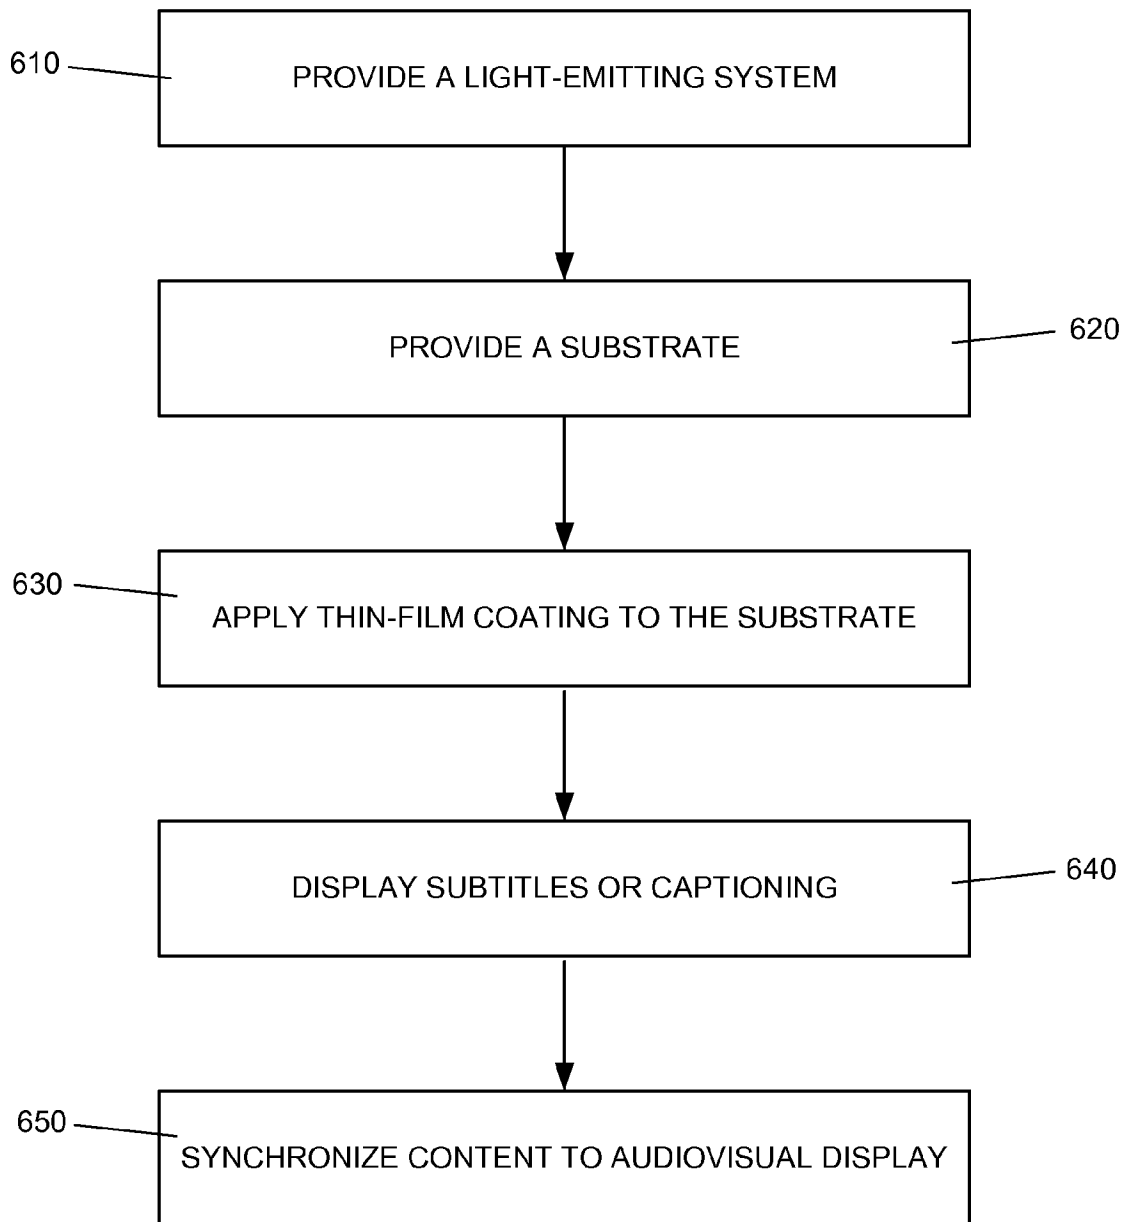 610
PROVIDE A LIGHT-EMITTING SYSTEM
620
PROVIDE A SUBSTRATE
630
APPLY THIN-FILM COATING TO THE SUBSTRATE
640
DISPLAY SUBTITLES OR CAPTIONING
650
SYNCHRONIZE CONTENT TO AUDIOVISUAL DISPLAY